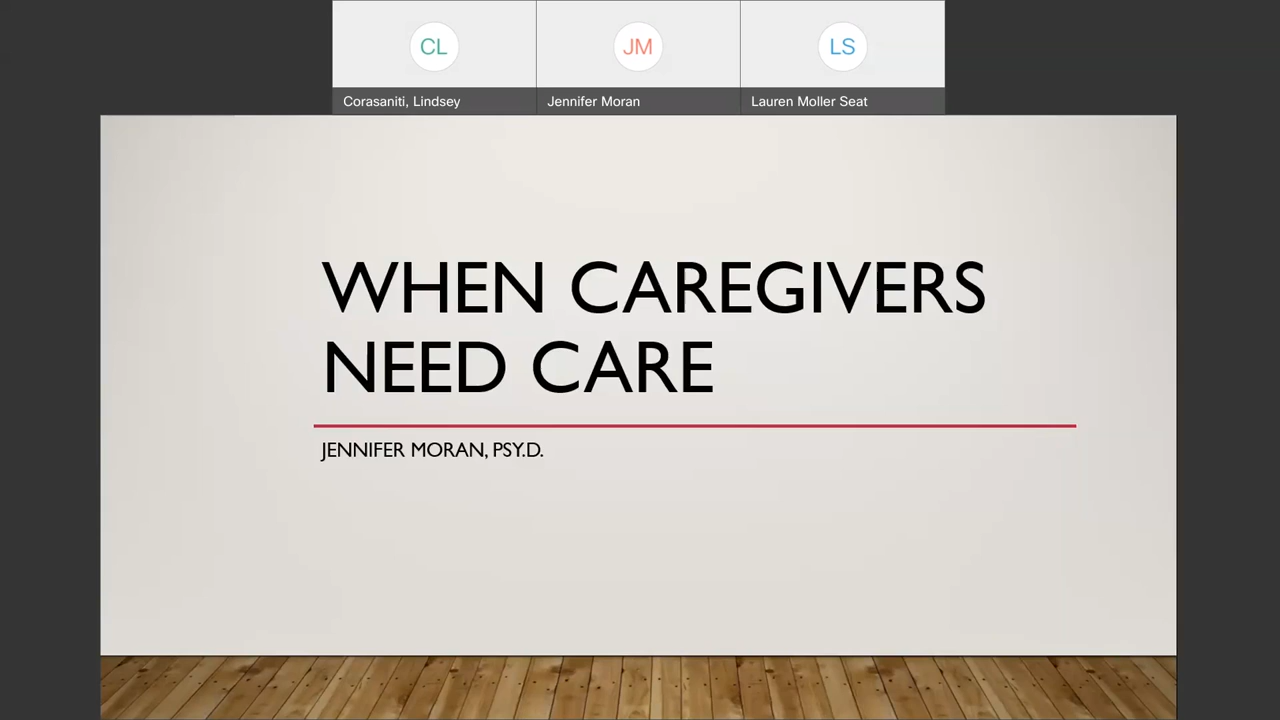 CL
JM
LS
Corasaniti, Lindsey
Jennifer Moran
Lauren Moller Seat
WHEN CAREGIVERS
NEED CARE
JENNIFER MORAN, PSY.D.